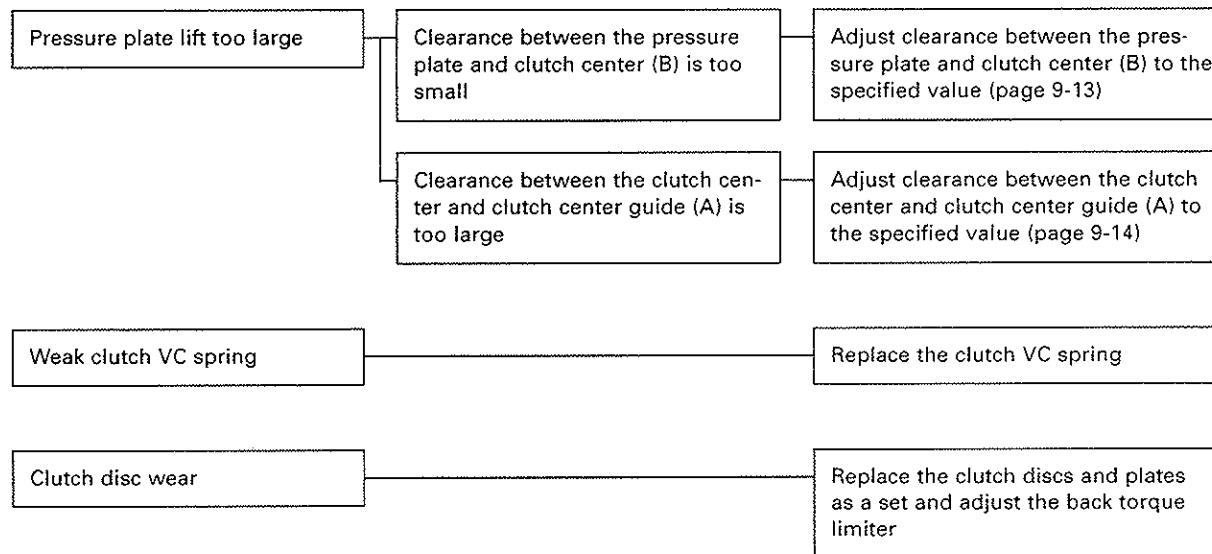 Pressure plate lift too large
Clearance between the pressure
plate and clutch center (B) is too
small
Adjust clearance between the pres-
sure plate and clutch center (B) to the
specified value (page 9-13)
Clearance between the clutch cen-
ter and clutch center guide (A) is
too large
Adjust clearance between the clutch
center and clutch center guide (A) to
the specified value (page 9-14)
Weak clutch VC spring
Replace the clutch VC spring
Clutch disc wear
Replace the clutch discs and plates
as a set and adjust the back torque
limiter